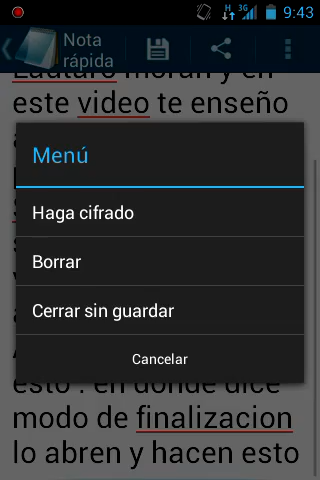 H 3G 9:43
Nota
rápida
Lautaro moran y en
este video te enseño
Menú
Haga cifrado
Borrar
Cerrar sin guardar
Cancelar
esto . en donde dice
modo de finalizacion
lo abren y hacen esto